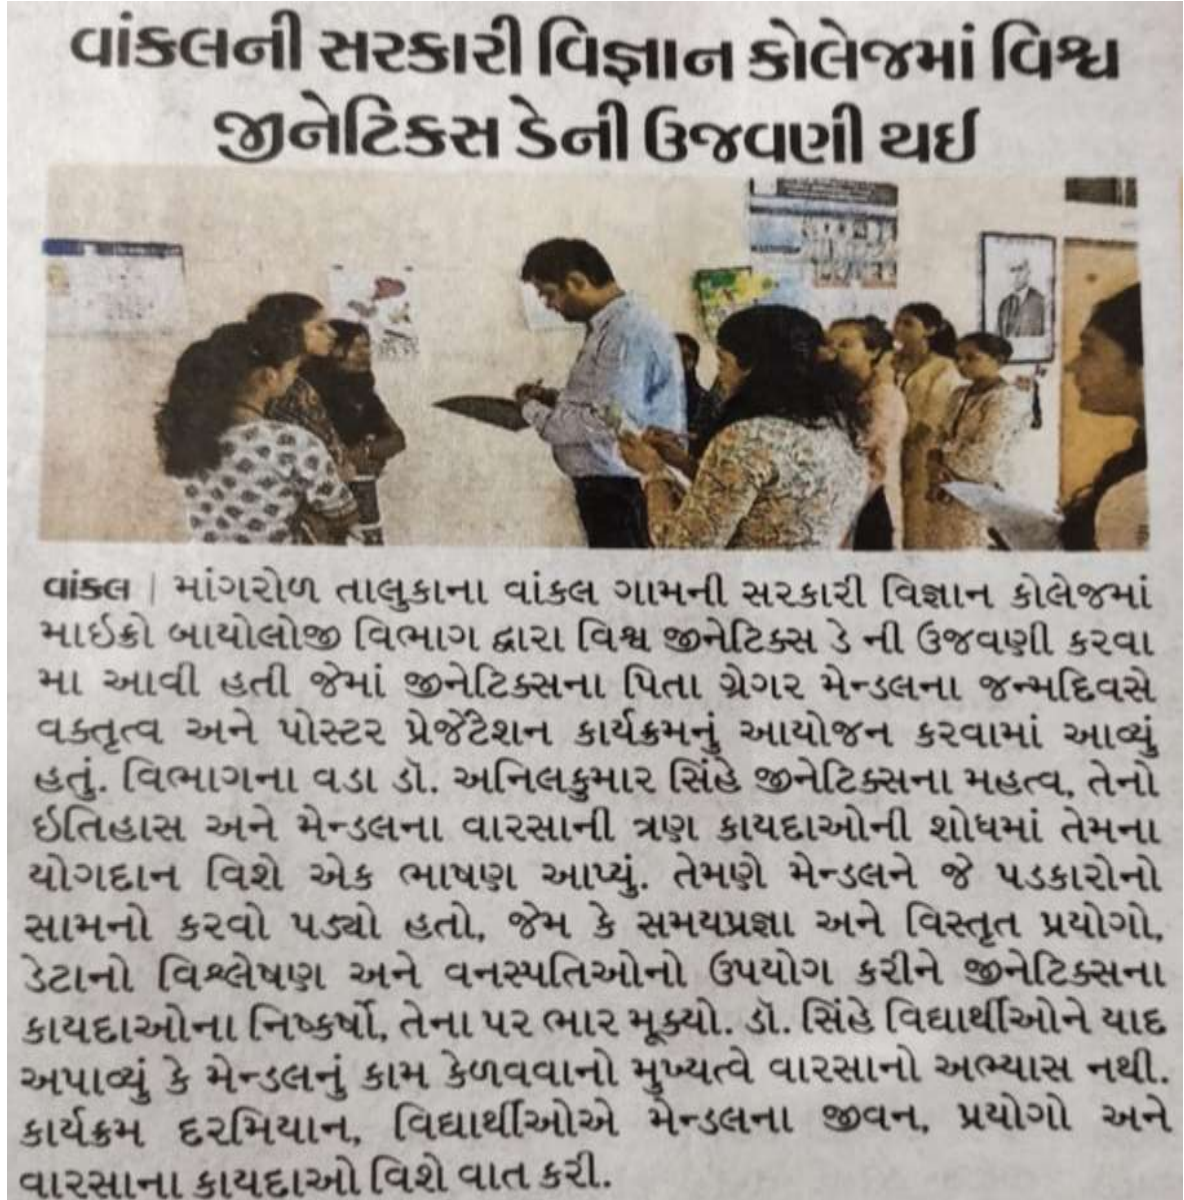 વાંકલની સરકારી વિજ્ઞાન કોલેજમાં વિશ્વ
જીનેટિકસ ડેની ઉજવણી થઈ
વાંકલ | માંગરોળ તાલુકાના વાંકલ ગામની સરકારી વિજ્ઞાન કોલેજમાં
માઈક્રો બાયોલોજી વિભાગ દ્વારા વિશ્વ જીનેટિક્સ ડે ની ઉજવણી કરવા
મા આવી હતી જેમાં જીનેટિક્સના પિતા ગ્રેગર મેન્ડલના જન્મદિવસે
વક્તૃત્વ અને પોસ્ટર પ્રેજેંટેશન કાર્યક્રમનું આયોજન કરવામાં આવ્યું
હતું. વિભાગના વડા ડૉ. અનિલકુમાર સિંહે જીનેટિક્સના મહત્વ, તેનો
ઇતિહાસ અને મેન્ડલના વારસાની ત્રણ કાયદાઓની શોધમાં તેમના
યોગદાન વિશે એક ભાષણ આપ્યું. તેમણે મેન્ડલને જે પડકારોનો
સામનો કરવો પડ્યો હતો, જેમ કે સમયપ્રજ્ઞા અને વિસ્તૃત પ્રયોગો,
ડેટાનો વિશ્લેષણ અને વનસ્પતિઓનો ઉપયોગ કરીને જીનેટિક્સના
કાયદાઓના નિષ્કર્ષો, તેના પર ભાર મૂક્યો. ડૉ. સિંહે વિદ્યાર્થીઓને યાદ
અપાવ્યું કે મેન્ડલનું કામ કેળવવાનો મુખ્યત્વે વારસાનો અભ્યાસ નથી.
કાર્યક્રમ દરમિયાન, વિદ્યાર્થીઓએ મેન્ડલના જીવન, પ્રયોગો અને
વારસાના કાયદાઓ વિશે વાત કરી.